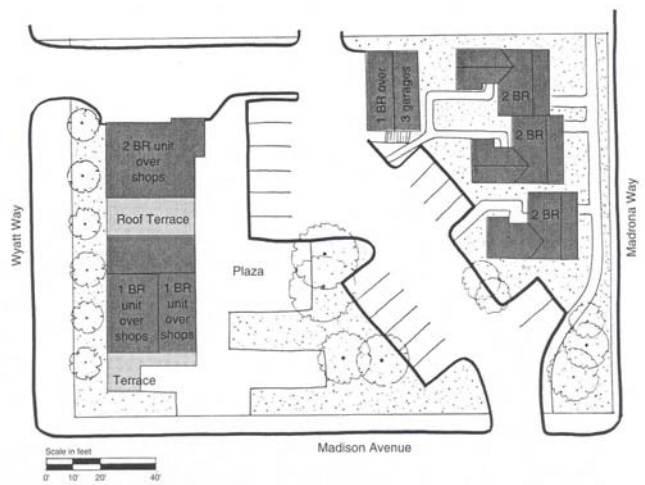 1 BR over
3 garages
2 BR
2 BR
2 BR
2 BR unit
over
shops
Roof Terrace
Wyatt Way
Plaza
1 BR
unit
over
shops
1 BR
unit
over
shops
Terrace
Madrona Way
Madison Avenue
Scale in feet
0' 10' 20' 40'